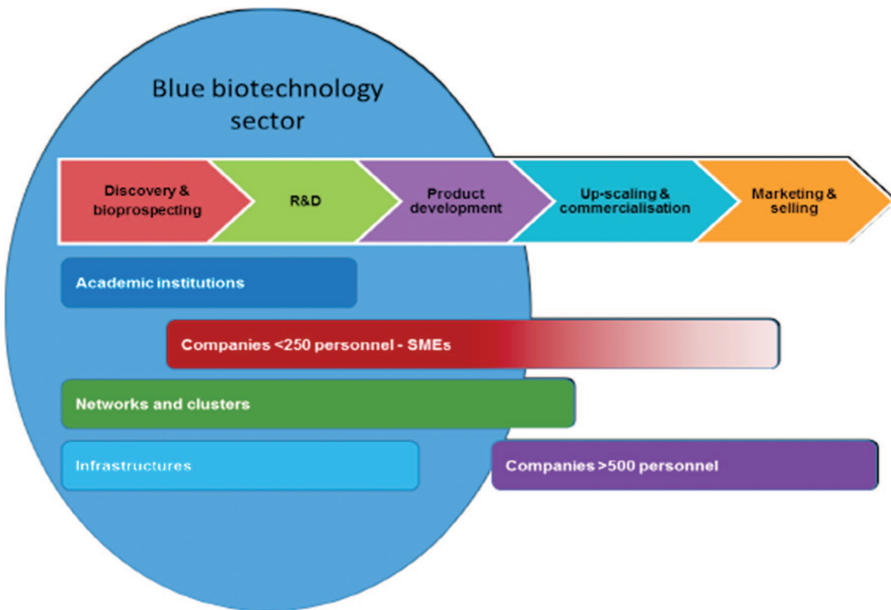 Blue biotechnology
sector
Discovery &
bioprospecting
R&D
Product
development
Up-scaling &
commercialisation
Marketing &
selling
Academic institutions
Companies <250 personnel - SMEs
Networks and clusters
Infrastructures
Companies >500 personnel